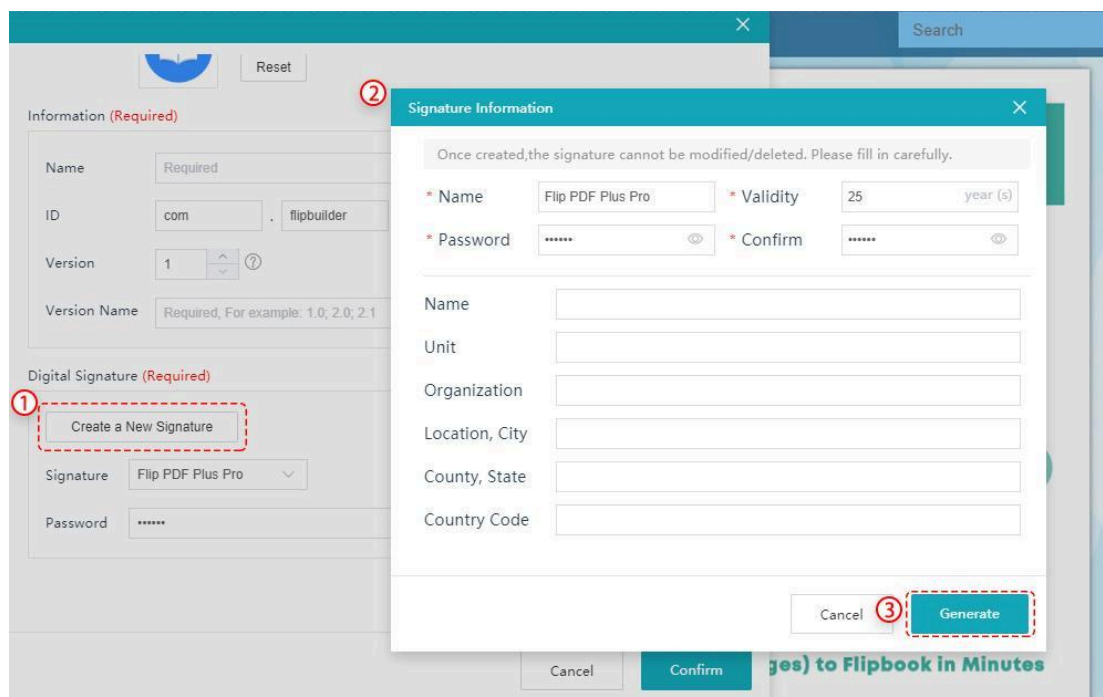 Search
Reset
Information (Required)
Name Required
ID com . flipbuilder
Version 1 ?
Version Name Required, For example: 1.0; 2.0; 2.1
Digital Signature (Required)
1
Create a New Signature
Signature Flip PDF Plus Pro
Password ••••••
Cancel Confirm
2
Signature Information
Once created,the signature cannot be modified/deleted. Please fill in carefully.
* Name Flip PDF Plus Pro * Validity 25 year (s)
* Password •••••• * Confirm ••••••
Name
Unit
Organization
Location, City
County, State
Country Code
Cancel 3 Generate
ges) to Flipbook in Minutes